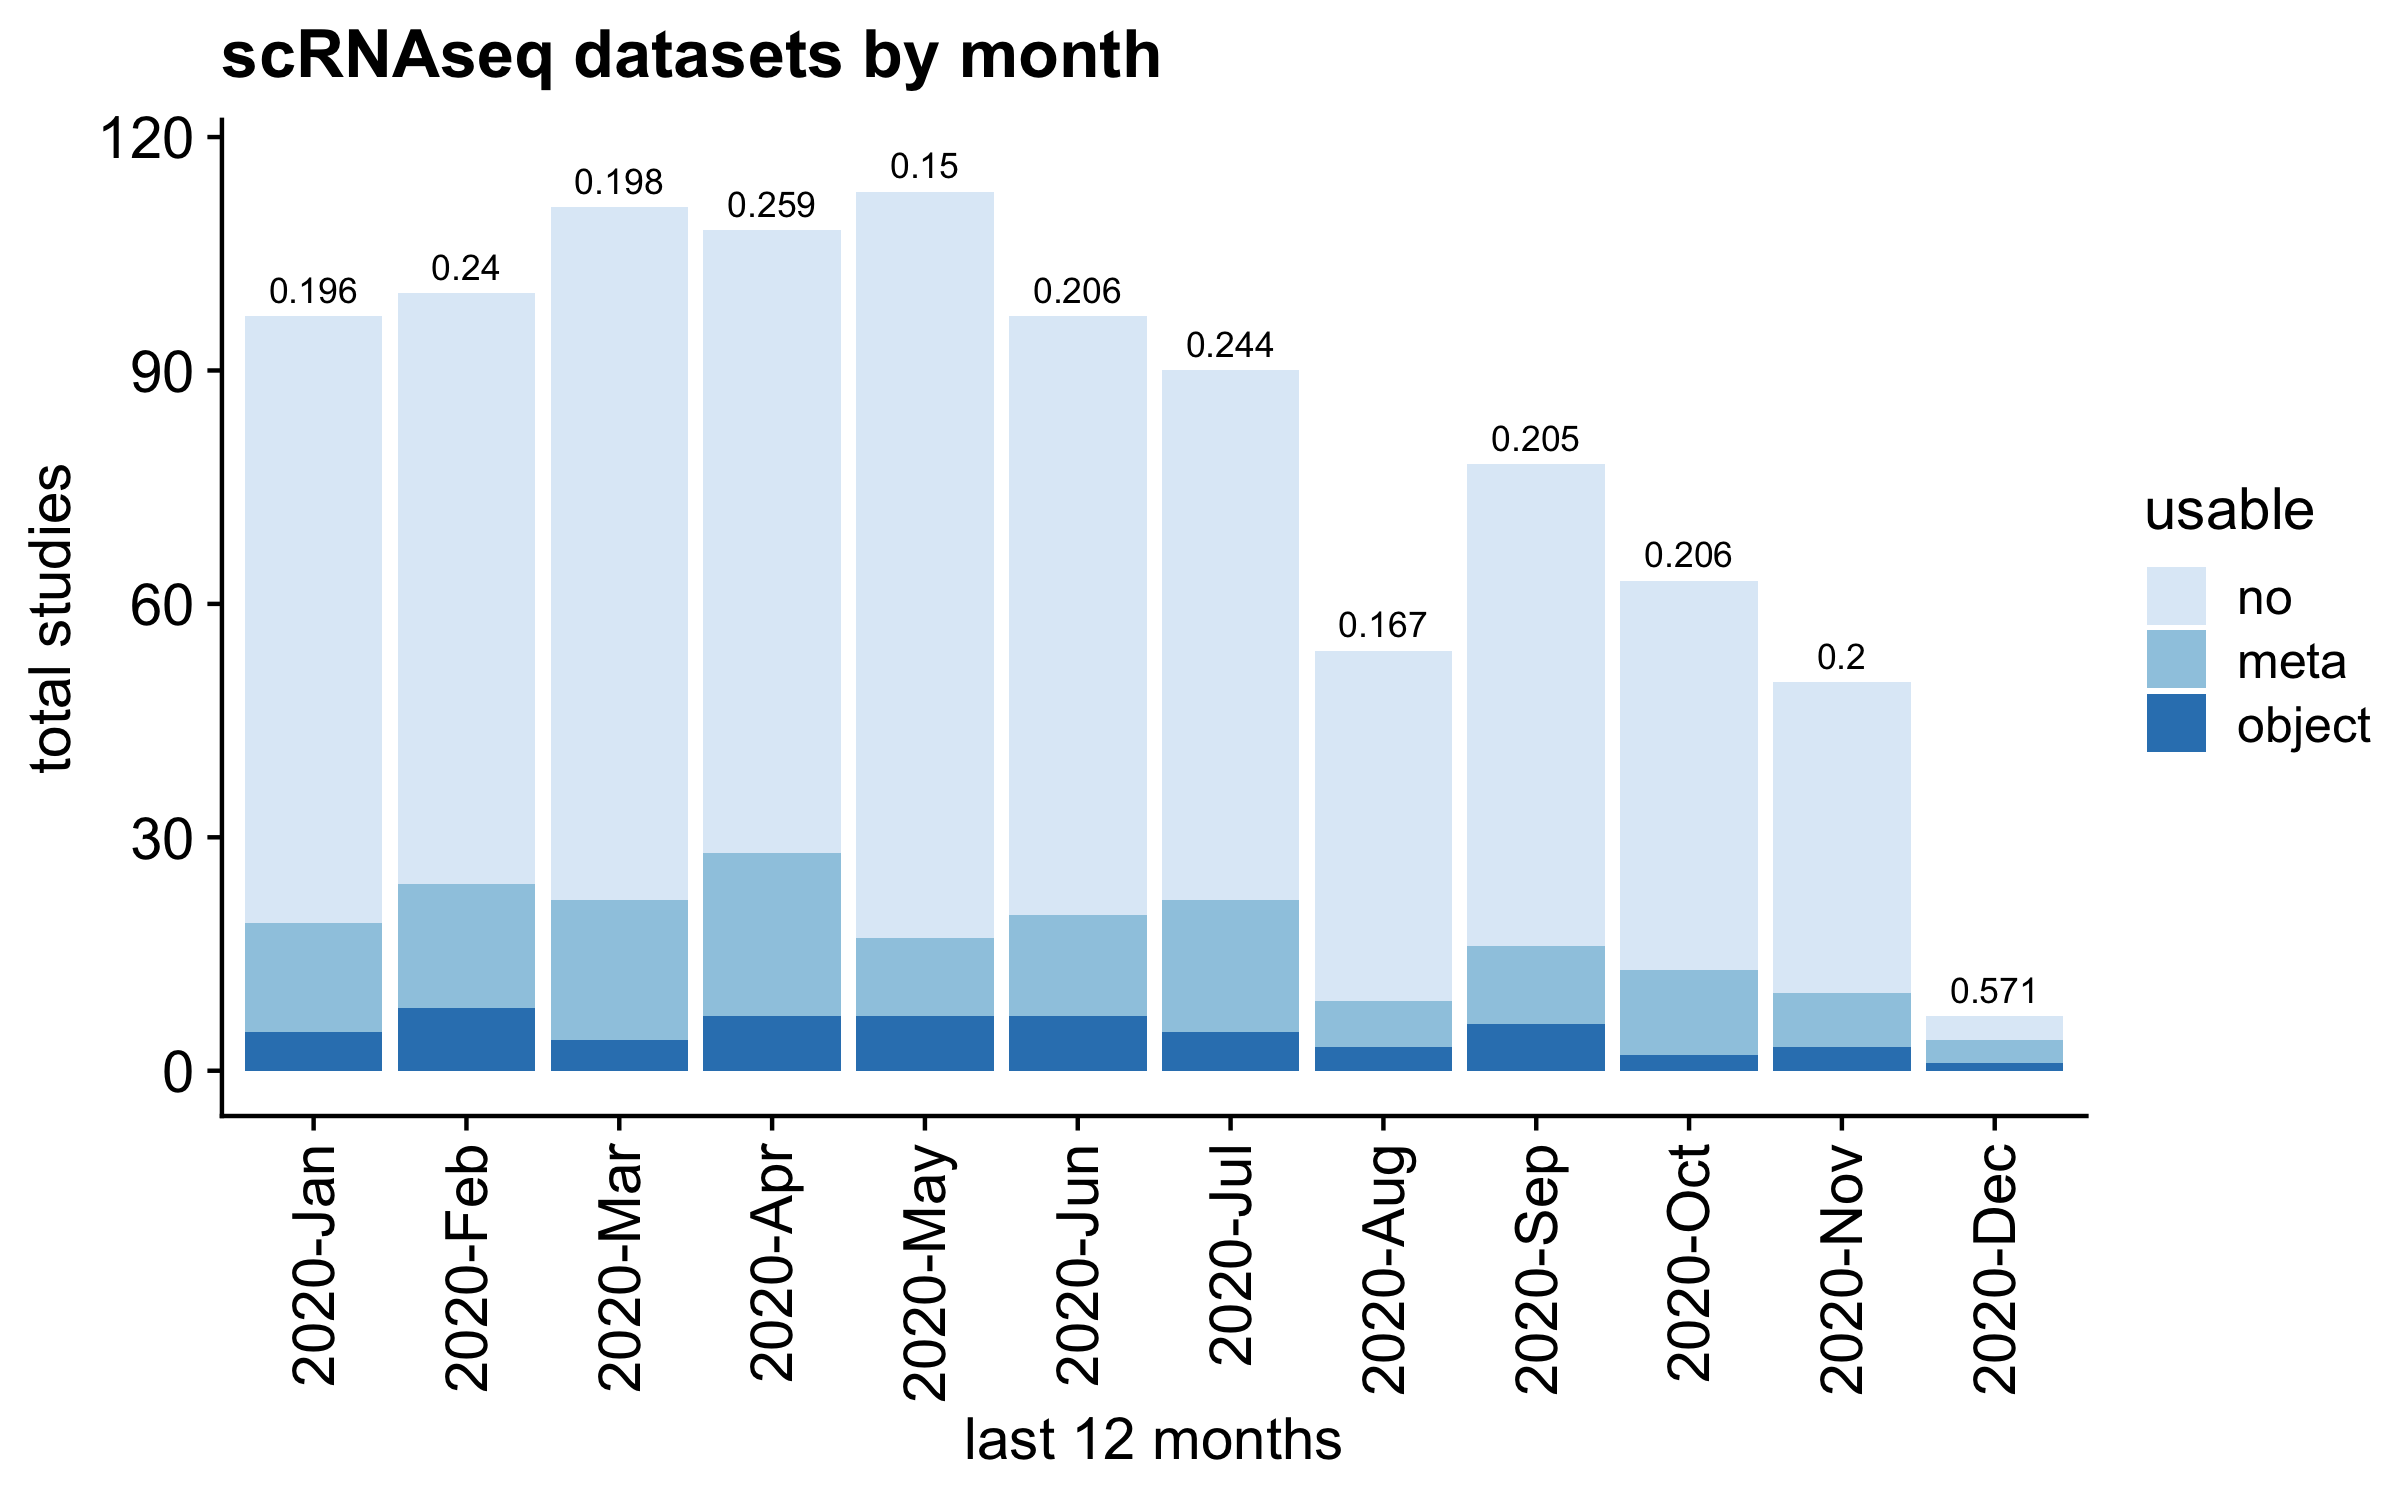 scRNAseq datasets by month
120
90
60
30
0
total studies
0.196
0.24
0.198
0.259
0.15
0.206
0.244
0.167
0.205
0.206
0.2
0.571
2020-Jan
2020-Feb
2020-Mar
2020-Apr
2020-May
2020-Jun
2020-Jul
2020-Aug
2020-Sep
2020-Oct
2020-Nov
2020-Dec
last 12 months
usable
no
meta
object